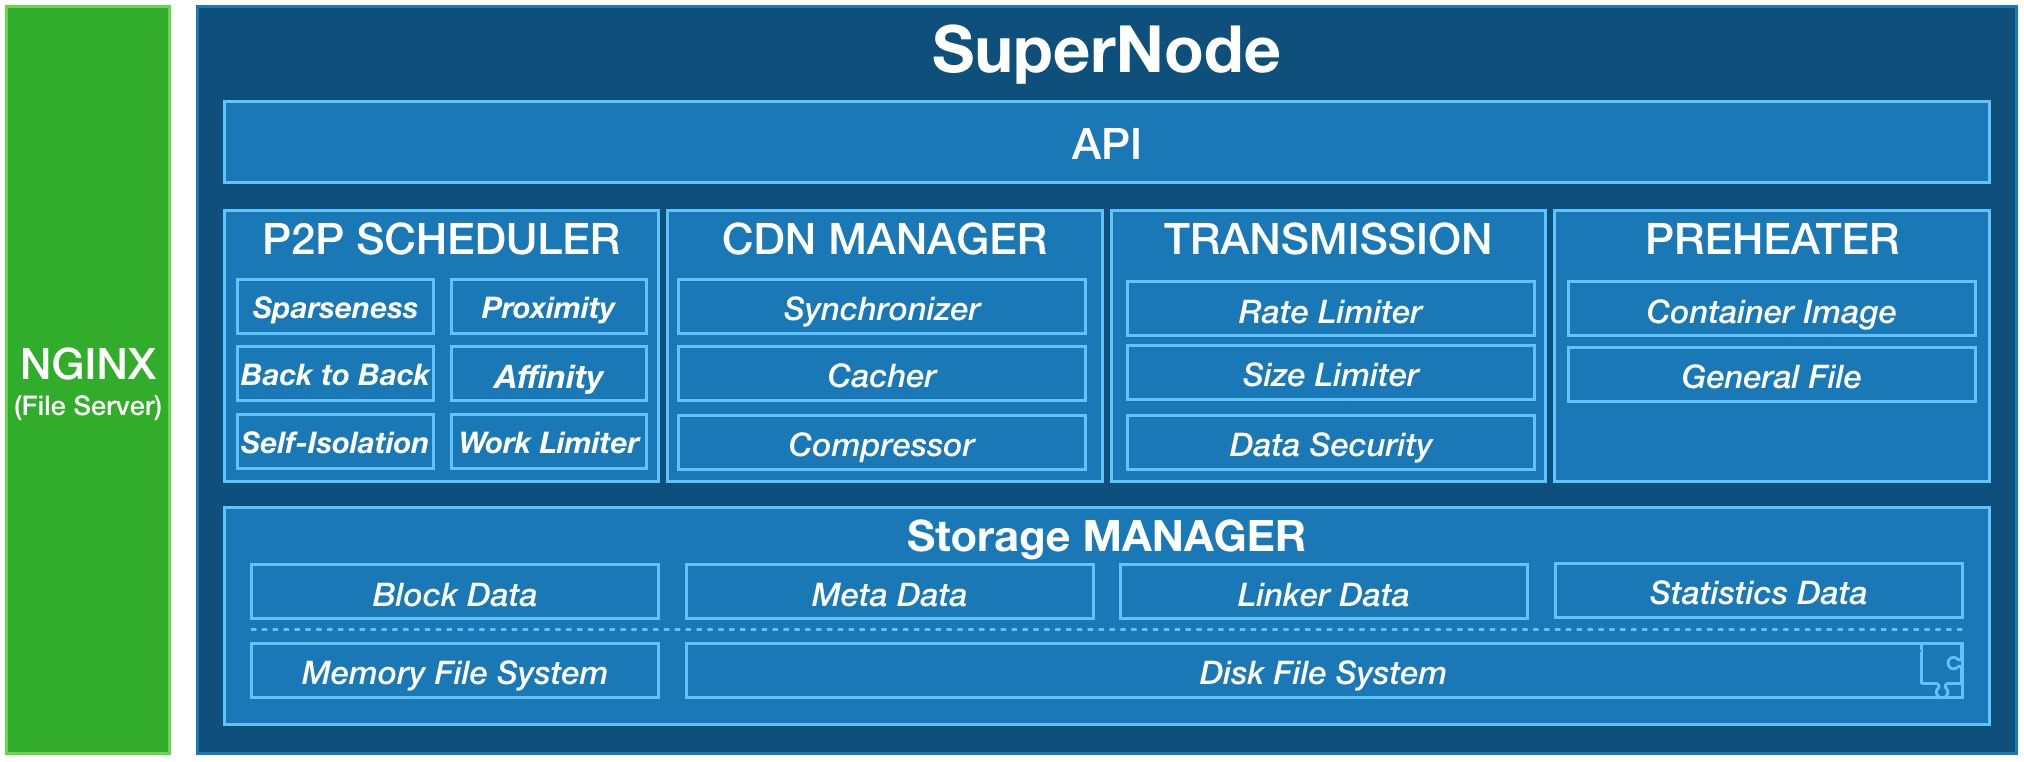 NGINX
(File Server)
SuperNode
API
P2P SCHEDULER
Sparseness
Proximity
Back to Back
Affinity
Self-Isolation
Work Limiter
CDN MANAGER
Synchronizer
Cacher
Compressor
TRANSMISSION
Rate Limiter
Size Limiter
Data Security
PREHEATER
Container Image
General File
Storage MANAGER
Block Data
Meta Data
Linker Data
Statistics Data
Memory File System
Disk File System